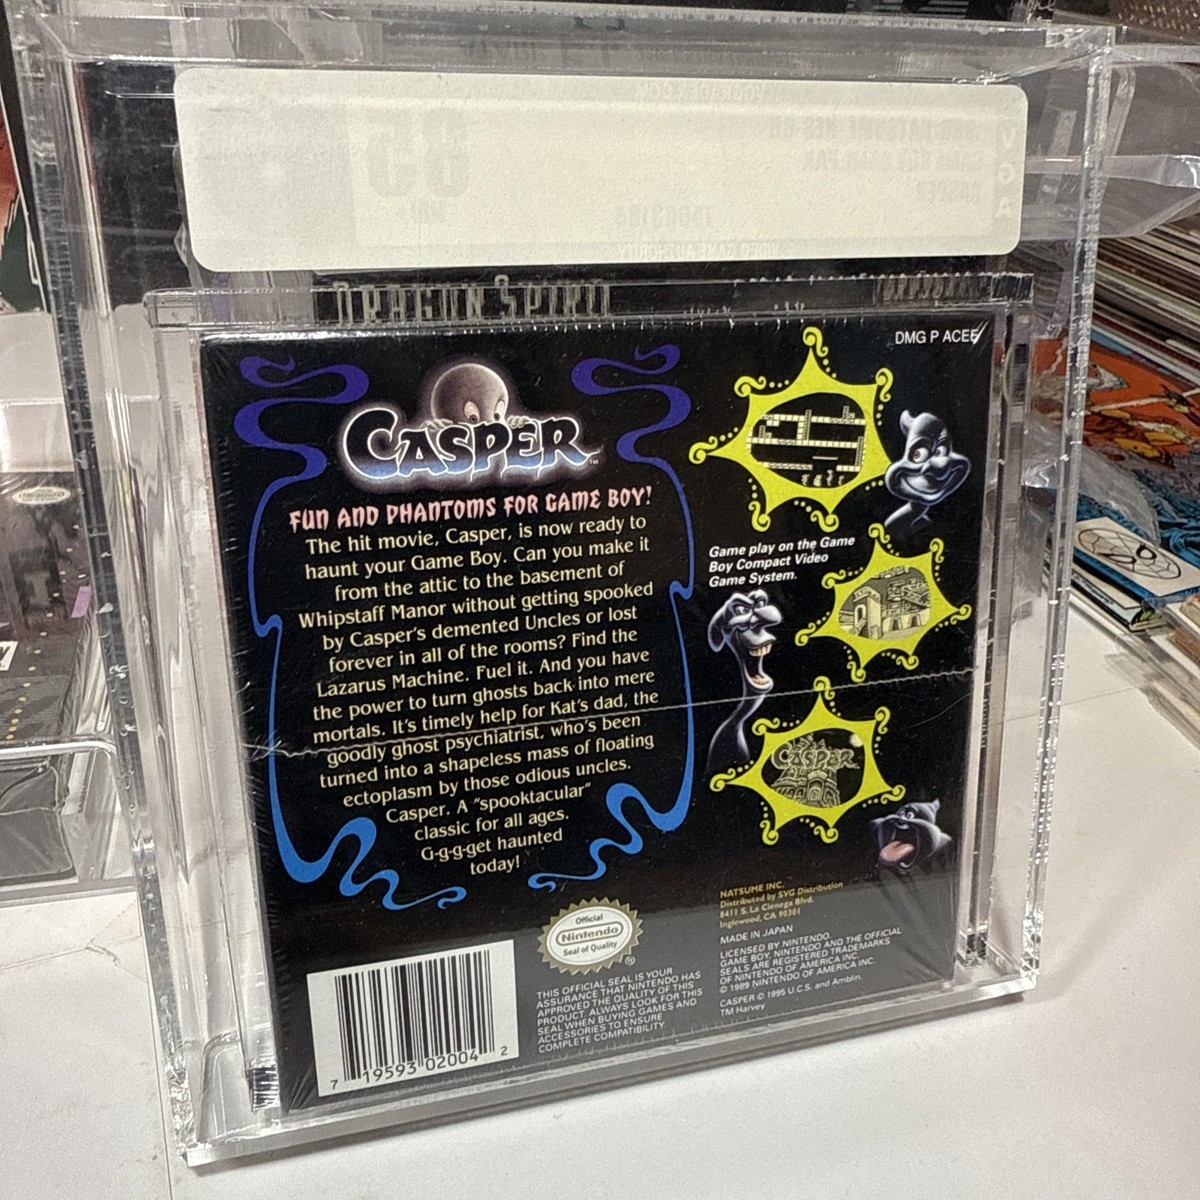 85
DRAGON SPIRIT
DMG P ACEE
CASPER™
FUN AND PHANTOMS FOR GAME BOY!
The hit movie, Casper, is now ready to
haunt your Game Boy. Can you make it
from the attic to the basement of
Whipstaff Manor without getting spooked
by Casper's demented Uncles or lost
forever in all of the rooms? Find the
Lazarus Machine. Fuel it. And you have
the power to turn ghosts back into mere
mortals. It's timely help for Kat's dad, the
goodly ghost psychiatrist, who's been
turned into a shapeless mass of floating
ectoplasm by those odious uncles.
Casper. A "spooktacular"
classic for all ages.
G-g-g-get haunted
today!
Game play on the Game
Boy Compact Video
Game System.
CASPER
Official
Nintendo
Seal of Quality
®
THIS OFFICIAL SEAL IS YOUR
ASSURANCE THAT NINTENDO HAS
APPROVED THE QUALITY OF THIS
PRODUCT. ALWAYS LOOK FOR THIS
SEAL WHEN BUYING GAMES AND
ACCESSORIES TO ENSURE
COMPLETE COMPATIBILITY.
NATSUME INC.
Distributed by SVG Distribution
8411 S. La Cienega Blvd.
Inglewood, CA 90301
MADE IN JAPAN
LICENSED BY NINTENDO.
GAME BOY, NINTENDO AND THE OFFICIAL
SEALS ARE REGISTERED TRADEMARKS
OF NINTENDO OF AMERICA INC.
© 1989 NINTENDO OF AMERICA INC.
CASPER © 1995 U.C.S. and Amblin.
TM Harvey
7 19593 02004 2